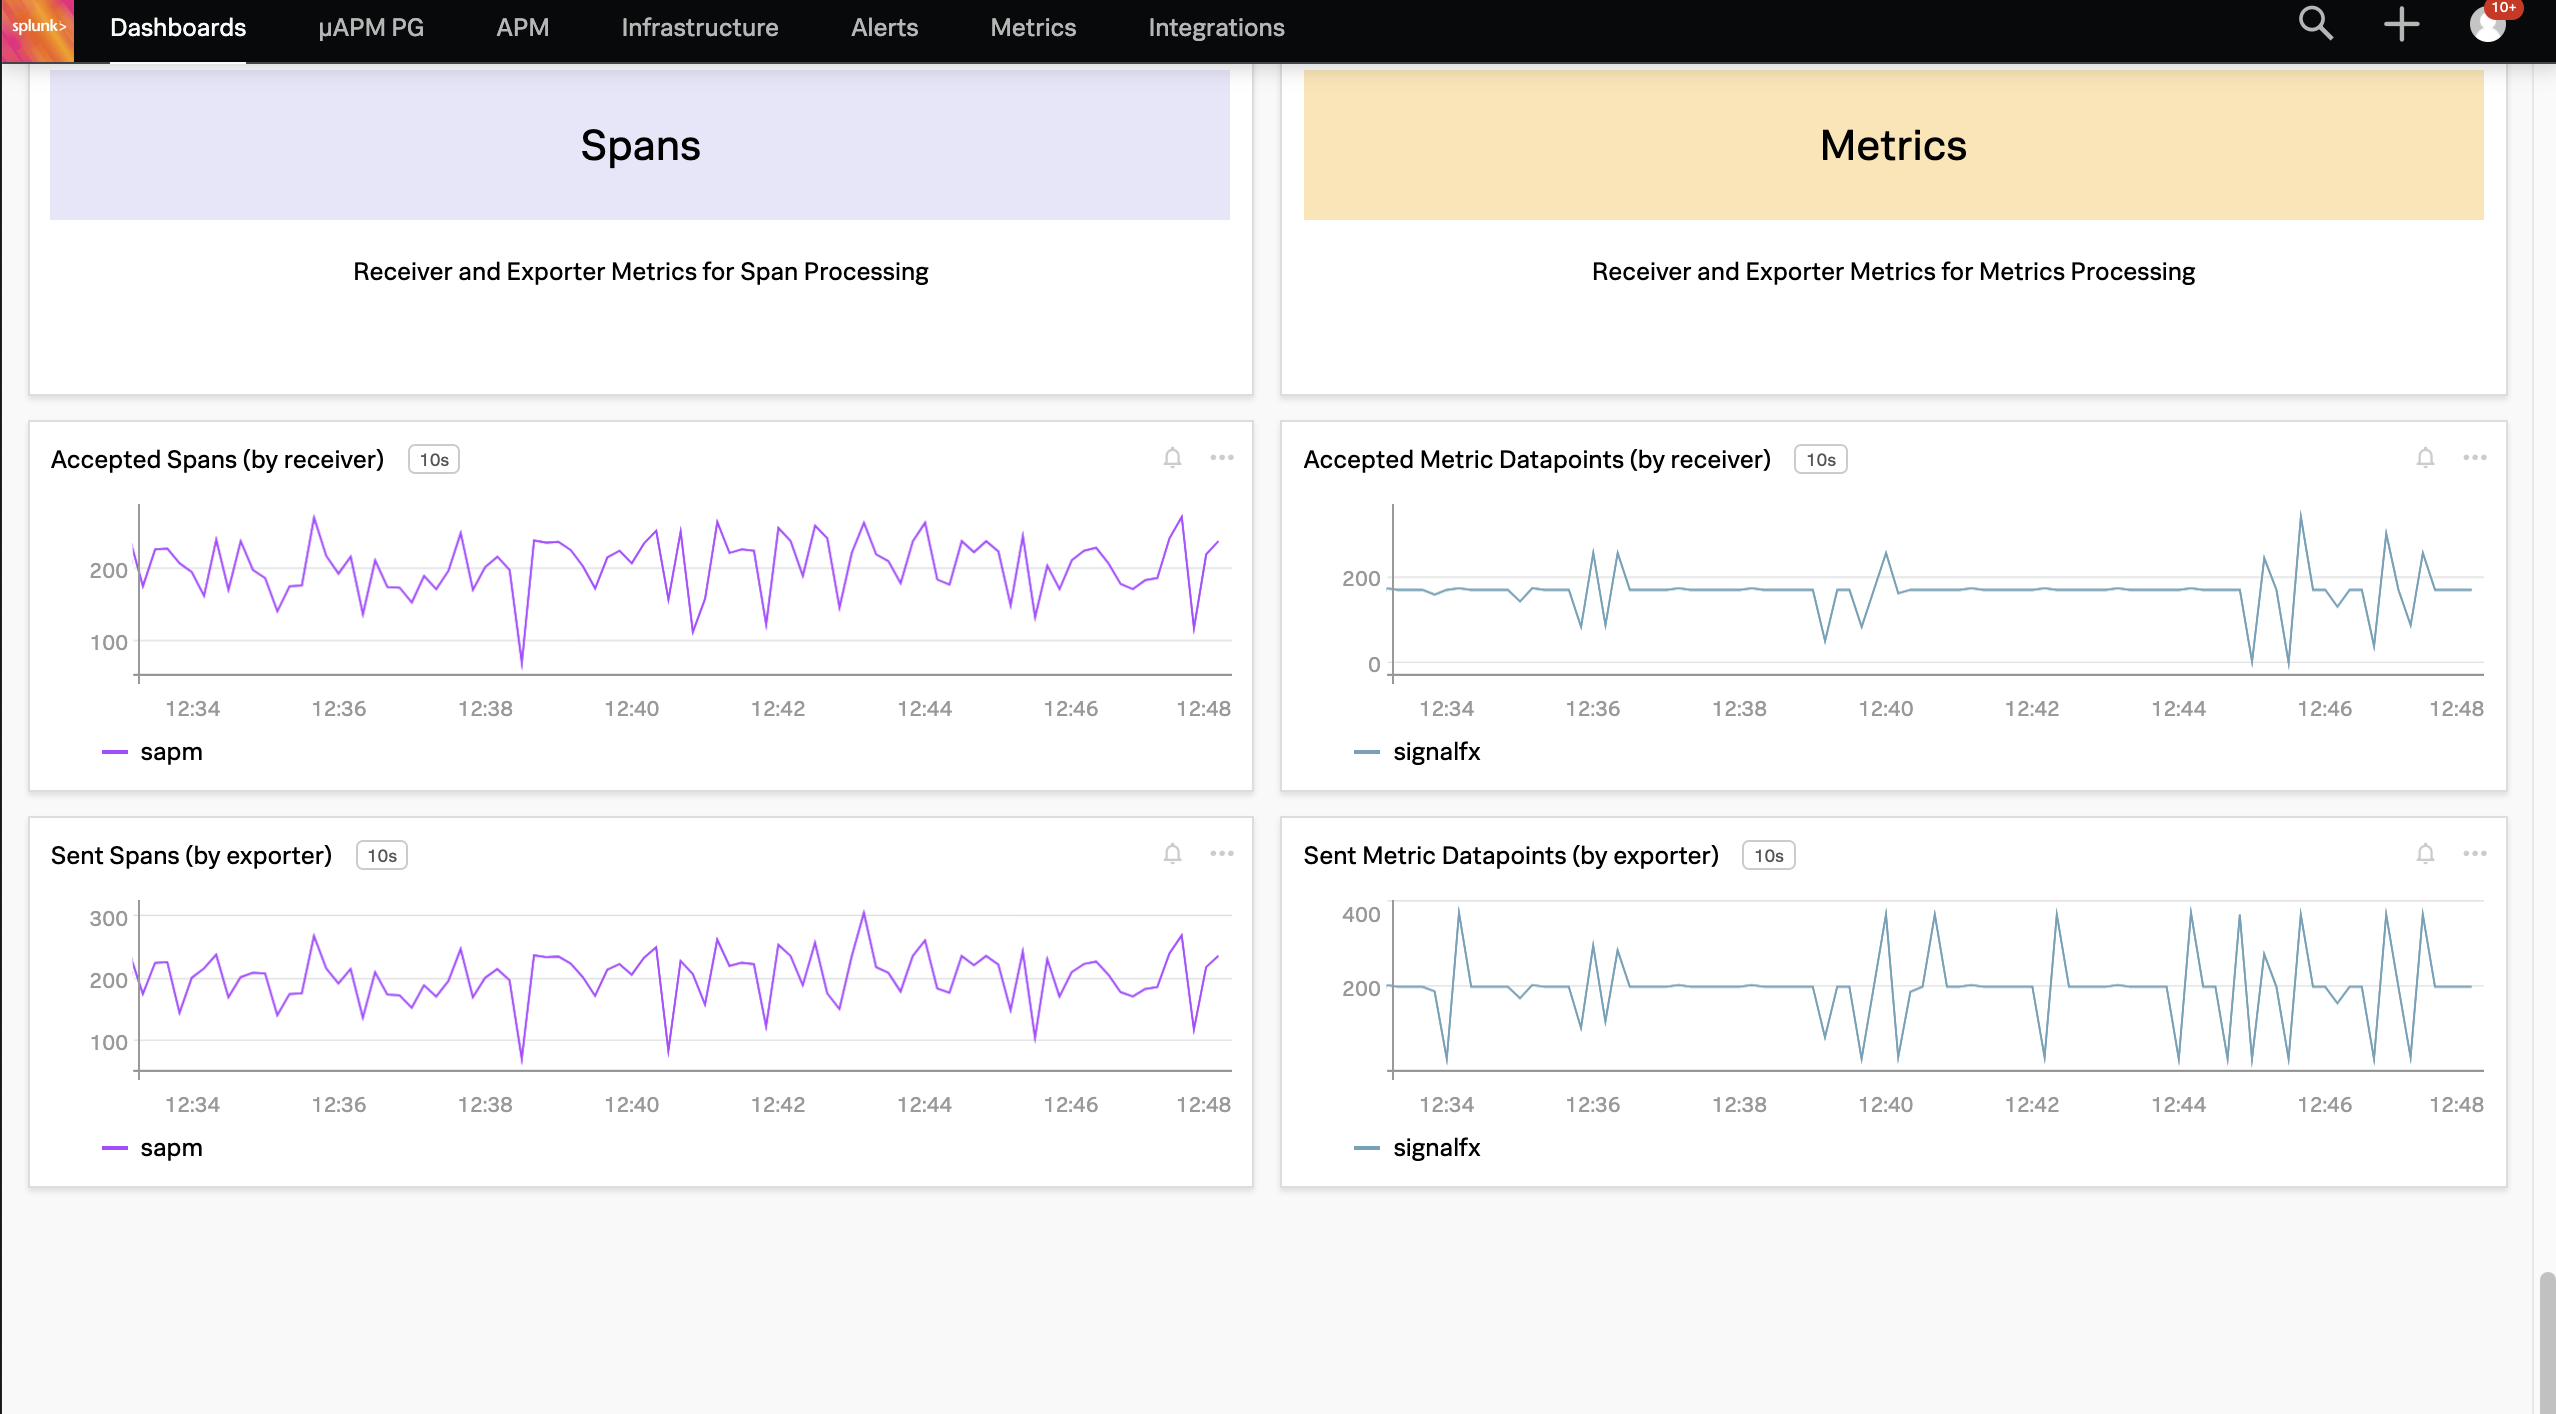 splunk>
Dashboards
µAPM PG
APM
Infrastructure
Alerts
Metrics
Integrations
10+
Spans
Receiver and Exporter Metrics for Span Processing
Metrics
Receiver and Exporter Metrics for Metrics Processing
Accepted Spans (by receiver) 10s
200
100
12:34 12:36 12:38 12:40 12:42 12:44 12:46 12:48
sapm
Accepted Metric Datapoints (by receiver) 10s
200
0
12:34 12:36 12:38 12:40 12:42 12:44 12:46 12:48
signalfx
Sent Spans (by exporter) 10s
300
200
100
12:34 12:36 12:38 12:40 12:42 12:44 12:46 12:48
sapm
Sent Metric Datapoints (by exporter) 10s
400
200
12:34 12:36 12:38 12:40 12:42 12:44 12:46 12:48
signalfx